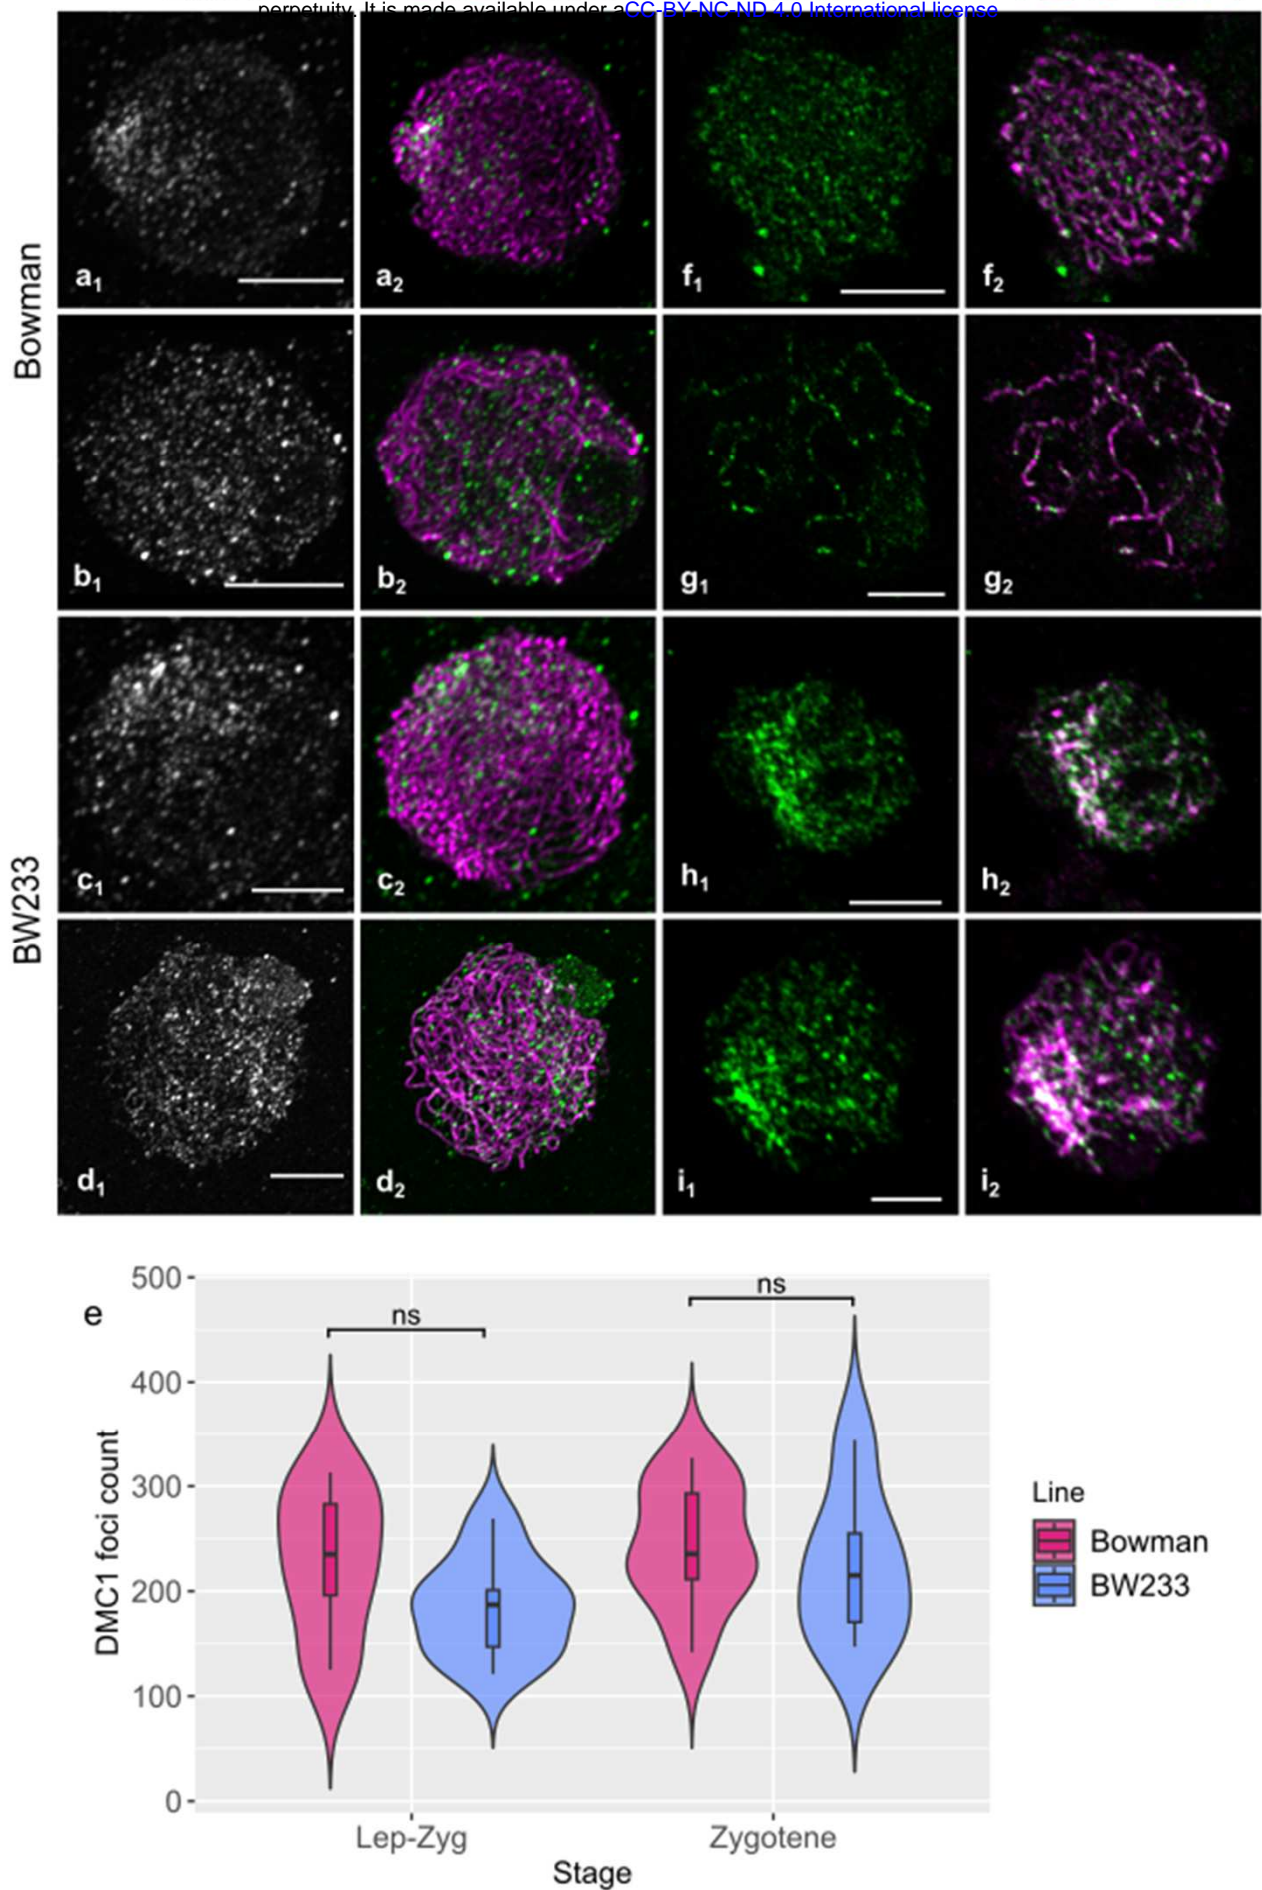 perpetuity. It is made available under aCC-BY-NC-ND 4.0 International license
Bowman
a1 a2 f1 f2
b1 b2 g1 g2
BW233
c1 c2 h1 h2
d1 d2 i1 i2
e
ns ns
500
400
300
200
100
0
DMC1 foci count
Lep-Zyg Zygotene
Stage
Line
Bowman
BW233